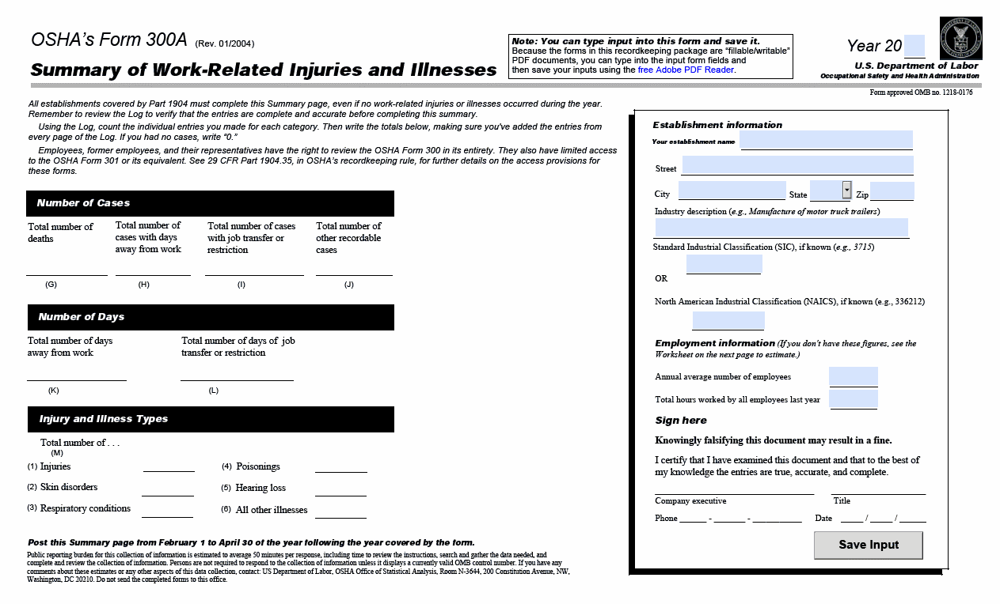 OSHA's Form 300A (Rev. 01/2004)
Summary of Work-Related Injuries and Illnesses
Note: You can type input into this form and save it.
Because the forms in this recordkeeping package are “fillable/writable”
PDF documents, you can type into the input form fields and
then save your inputs using the free Adobe PDF Reader.
Year 20
U.S. Department of Labor
Occupational Safety and Health Administration
Form approved OMB no. 1218-0176
All establishments covered by Part 1904 must complete this Summary page, even if no work-related injuries or illnesses occurred during the year.
Remember to review the Log to verify that the entries are complete and accurate before completing this summary.
Using the Log, count the individual entries you made for each category. Then write the totals below, making sure you've added the entries from
every page of the Log. If you had no cases, write “0.”
Employees, former employees, and their representatives have the right to review the OSHA Form 300 in its entirety. They also have limited access
to the OSHA Form 301 or its equivalent. See 29 CFR Part 1904.35, in OSHA's recordkeeping rule, for further details on the access provisions for
these forms.
Number of Cases
Total number of
deaths
Total number of
cases with days
away from work
Total number of cases
with job transfer or
restriction
Total number of
other recordable
cases
(G) (H) (I) (J)
Number of Days
Total number of days
away from work
Total number of days of job
transfer or restriction
(K) (L)
Injury and Illness Types
Total number of . . .
(M)
(1) Injuries
(2) Skin disorders
(3) Respiratory conditions
(4) Poisonings
(5) Hearing loss
(6) All other illnesses
Post this Summary page from February 1 to April 30 of the year following the year covered by the form.
Public reporting burden for this collection of information is estimated to average 50 minutes per response, including time to review the instructions, search and gather the data needed, and
complete and review the collection of information. Persons are not required to respond to the collection of information unless it displays a currently valid OMB control number. If you have any
comments about these estimates or any other aspects of this data collection, contact: US Department of Labor, OSHA Office of Statistical Analysis, Room N-3644, 200 Constitution Avenue, NW,
Washington, DC 20210. Do not send the completed forms to this office.
Establishment information
Your establishment name
Street
City State Zip
Industry description (e.g., Manufacture of motor truck trailers)
Standard Industrial Classification (SIC), if known (e.g., 3715)
OR
North American Industrial Classification (NAICS), if known (e.g., 336212)
Employment information (If you don't have these figures, see the
Worksheet on the next page to estimate.)
Annual average number of employees
Total hours worked by all employees last year
Sign here
Knowingly falsifying this document may result in a fine.
I certify that I have examined this document and that to the best of
my knowledge the entries are true, accurate, and complete.
Company executive Title
Phone ______ - _______ - ___________ Date _____ / _____ / ______
Save Input